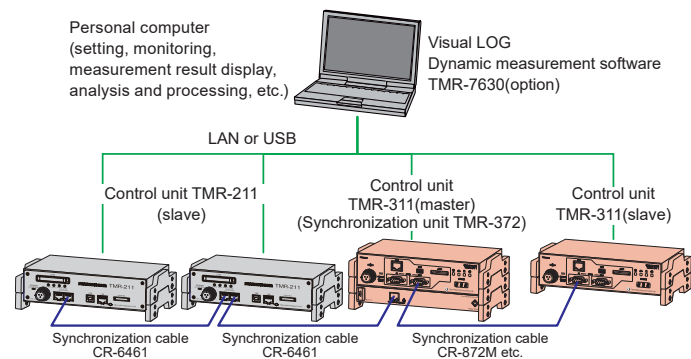 Personal computer
(setting, monitoring,
measurement result display,
analysis and processing, etc.)
Visual LOG
Dynamic measurement software
TMR-7630(option)
LAN or USB
Control unit TMR-211
(slave)
Control unit
TMR-311(master)
(Synchronization unit TMR-372)
Control unit
TMR-311(slave)
TMR-211
TMR-211
Synchronization cable
CR-6461
Synchronization cable
CR-6461
Synchronization cable
CR-872M etc.